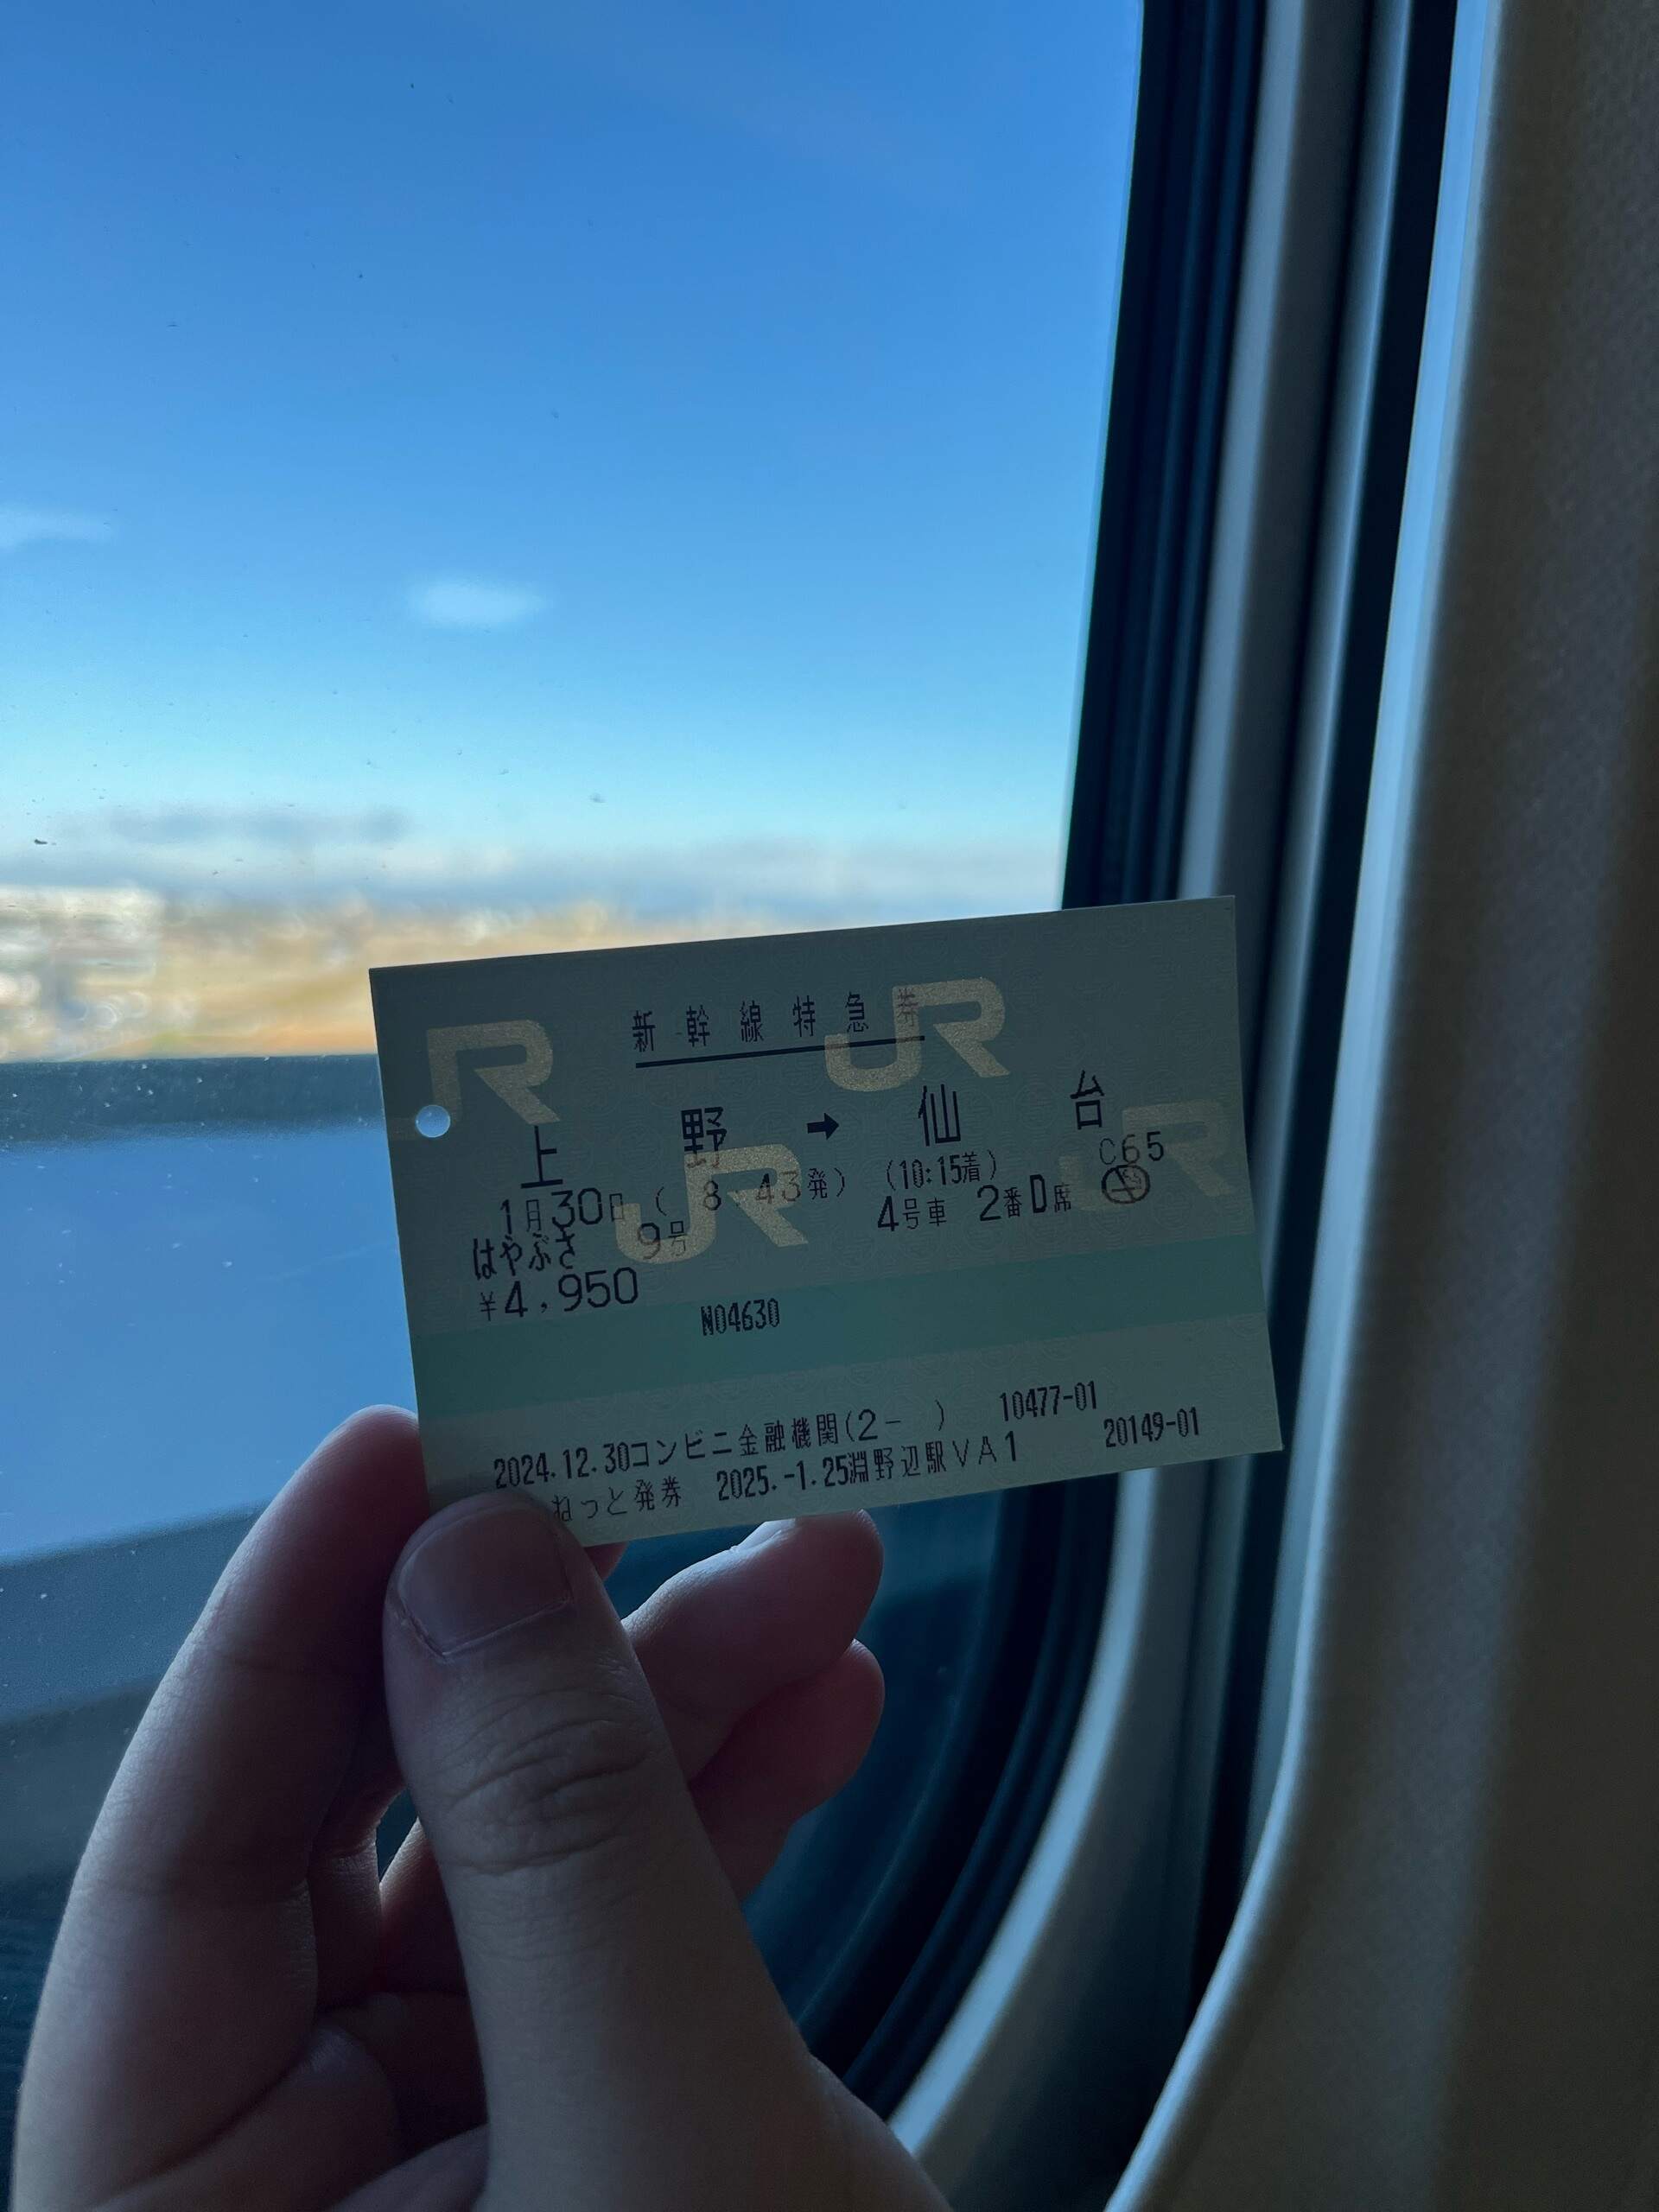 新幹線特急券
上野 → 仙台
C65
1月30日 ( 8:43発) (10:15着)
はやぶさ 9号 4号車 2番D席
¥4,950
N04630
2024.12.30コンビニ金融機関(2- ) 10477-01
ねっと発券 2025.-1.25淵野辺駅VA1 20149-01
JR
JR
JR